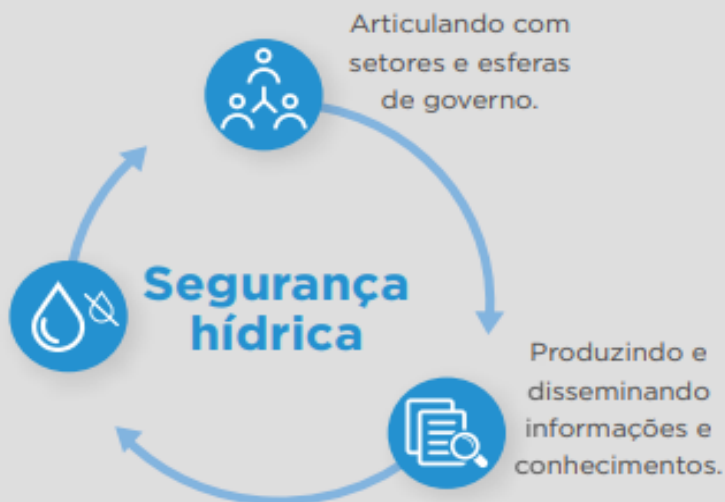 Articulando com
setores e esferas
de governo.
Segurança
hídrica
Produzindo e
disseminando
informações e
conhecimentos.